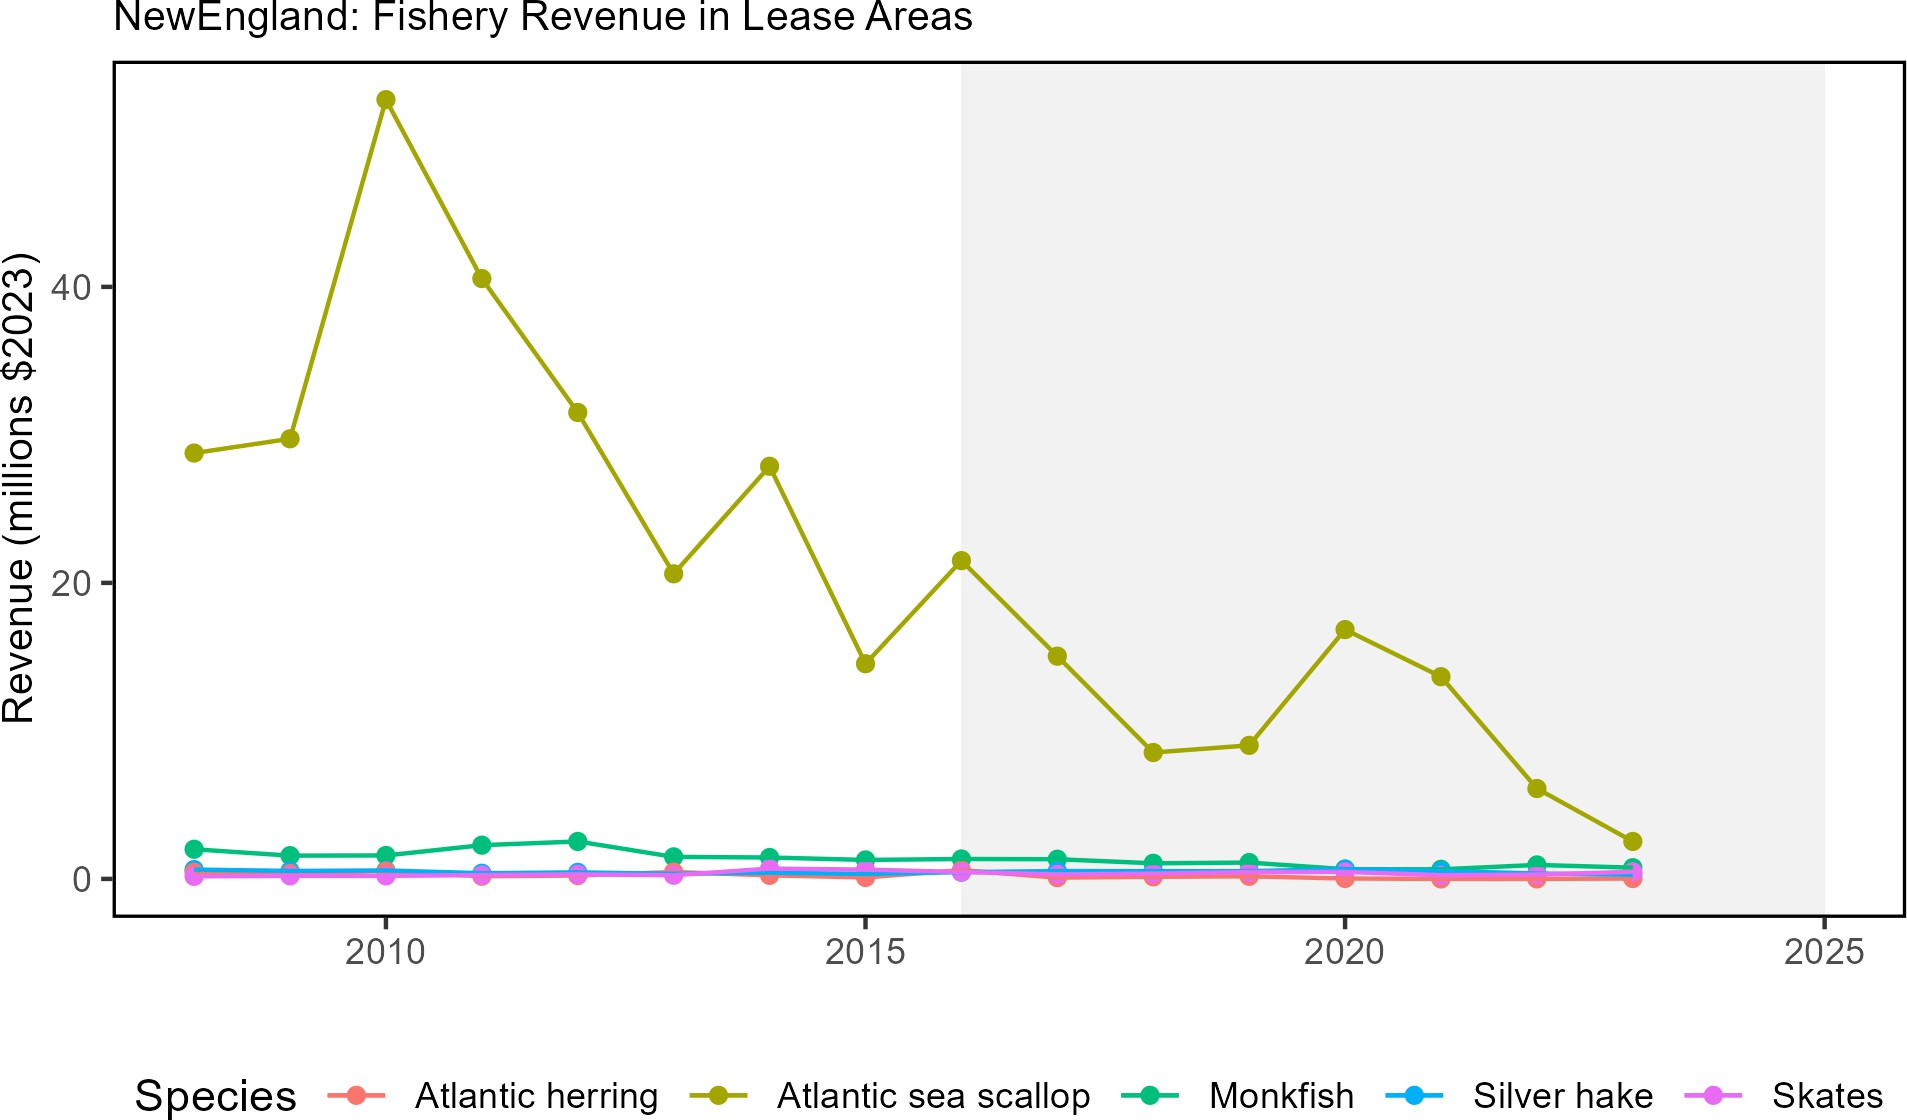 NewEngland: Fishery Revenue in Lease Areas
Revenue (millions $2023)
40
20
0
2010 2015 2020 2025
Species Atlantic herring Atlantic sea scallop Monkfish Silver hake Skates